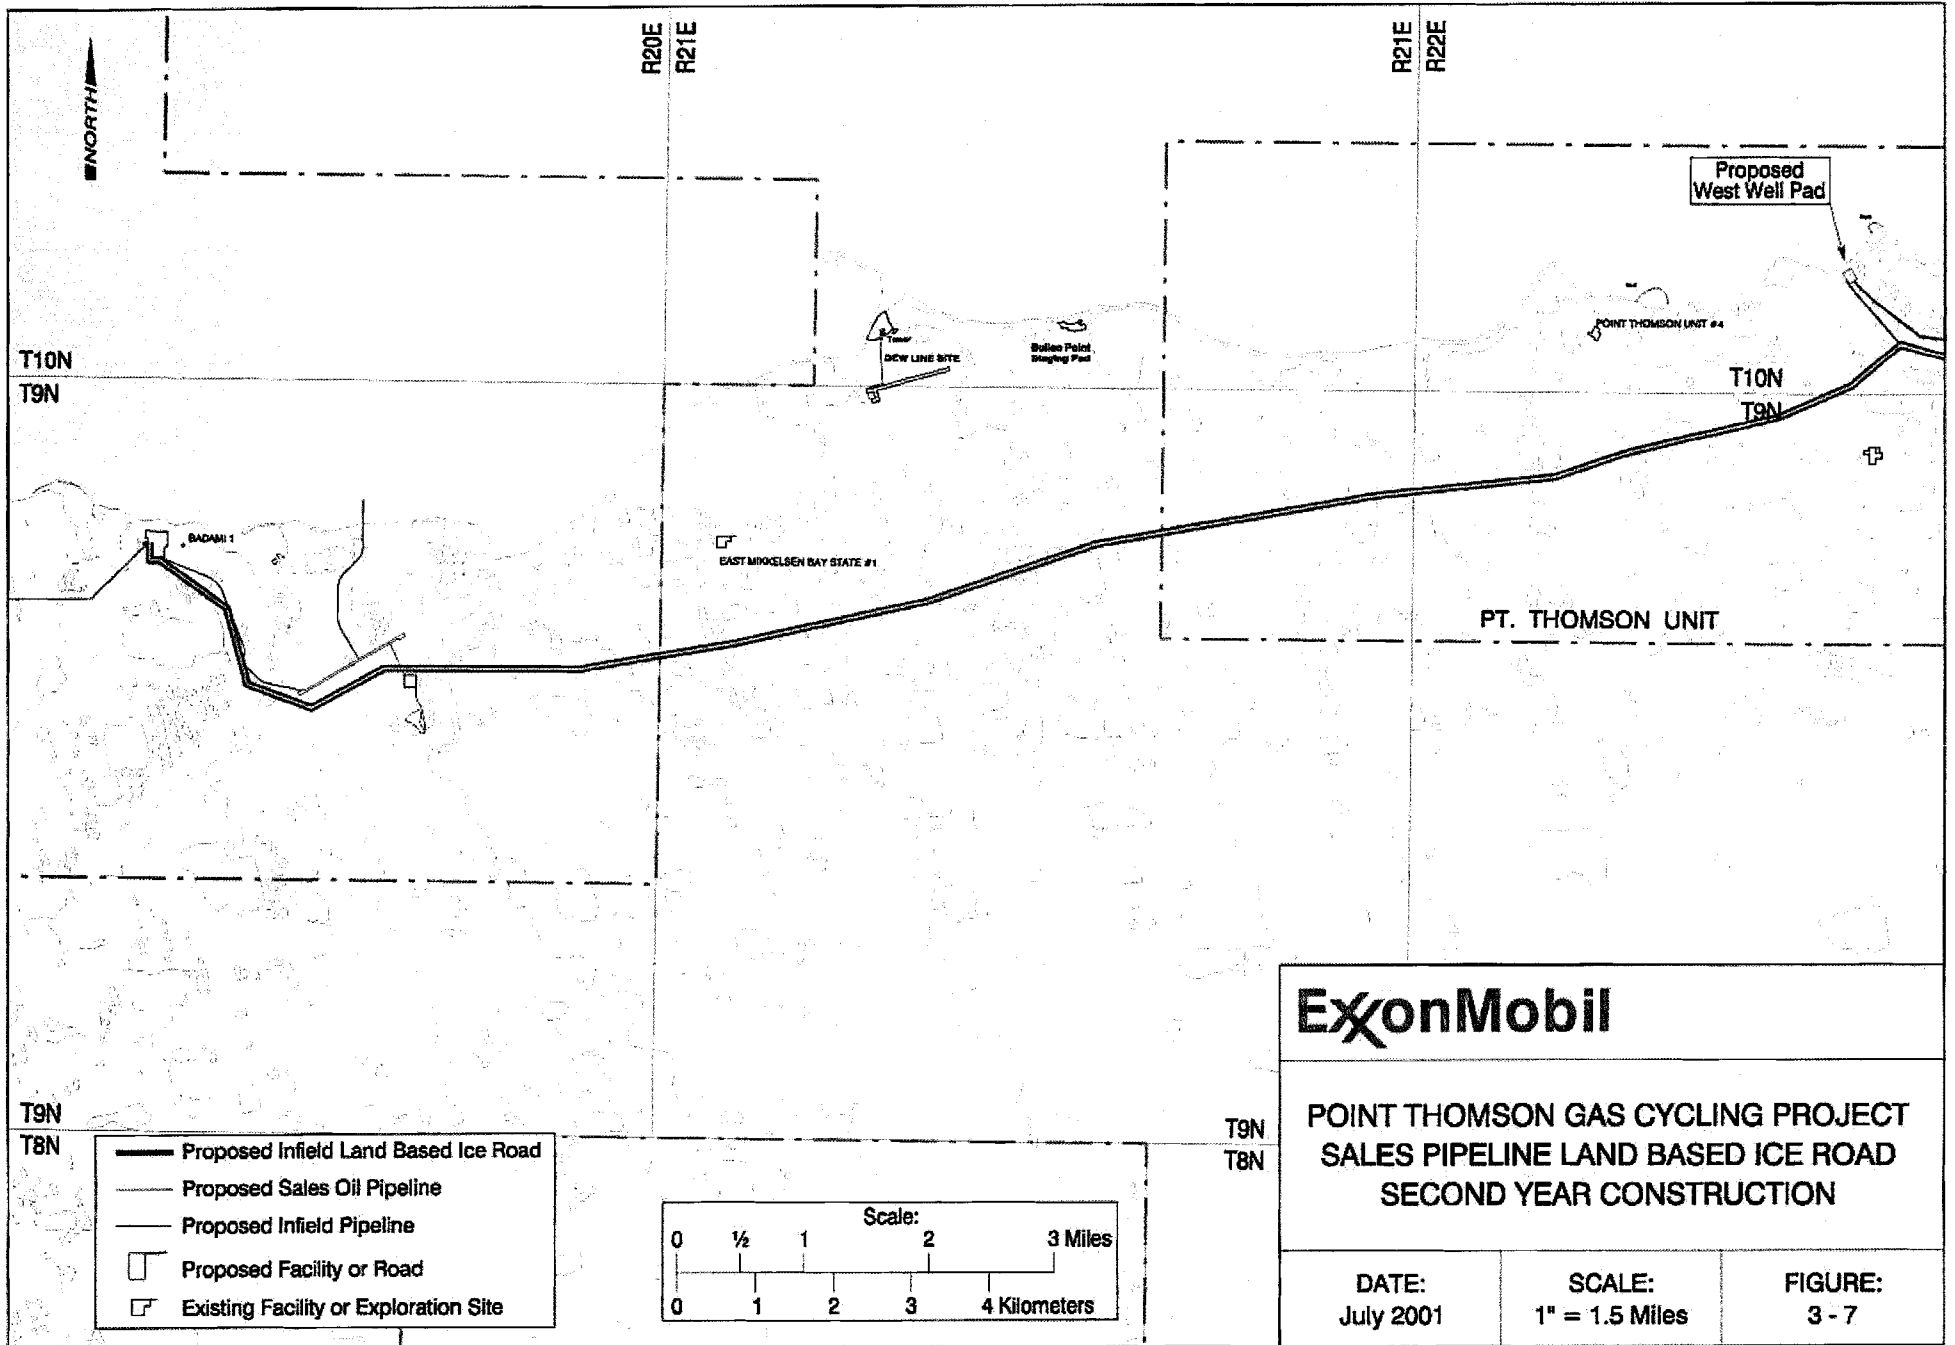 NORTH
R20E
R21E
R21E
R22E
Proposed
West Well Pad
POINT THOMSON UNIT #4
Tower
DEW LINE SITE
Bullen Point
Staging Pad
T10N
T9N
T10N
T9N
BADAMI 1
EAST MIKKELSEN BAY STATE #1
PT. THOMSON UNIT
T9N
T8N
T9N
T8N
Proposed Infield Land Based Ice Road
Proposed Sales Oil Pipeline
Proposed Infield Pipeline
Proposed Facility or Road
Existing Facility or Exploration Site
Scale:
0 ½ 1 2 3 Miles
0 1 2 3 4 Kilometers
ExxonMobil
POINT THOMSON GAS CYCLING PROJECT
SALES PIPELINE LAND BASED ICE ROAD
SECOND YEAR CONSTRUCTION
DATE:
July 2001
SCALE:
1" = 1.5 Miles
FIGURE:
3 - 7